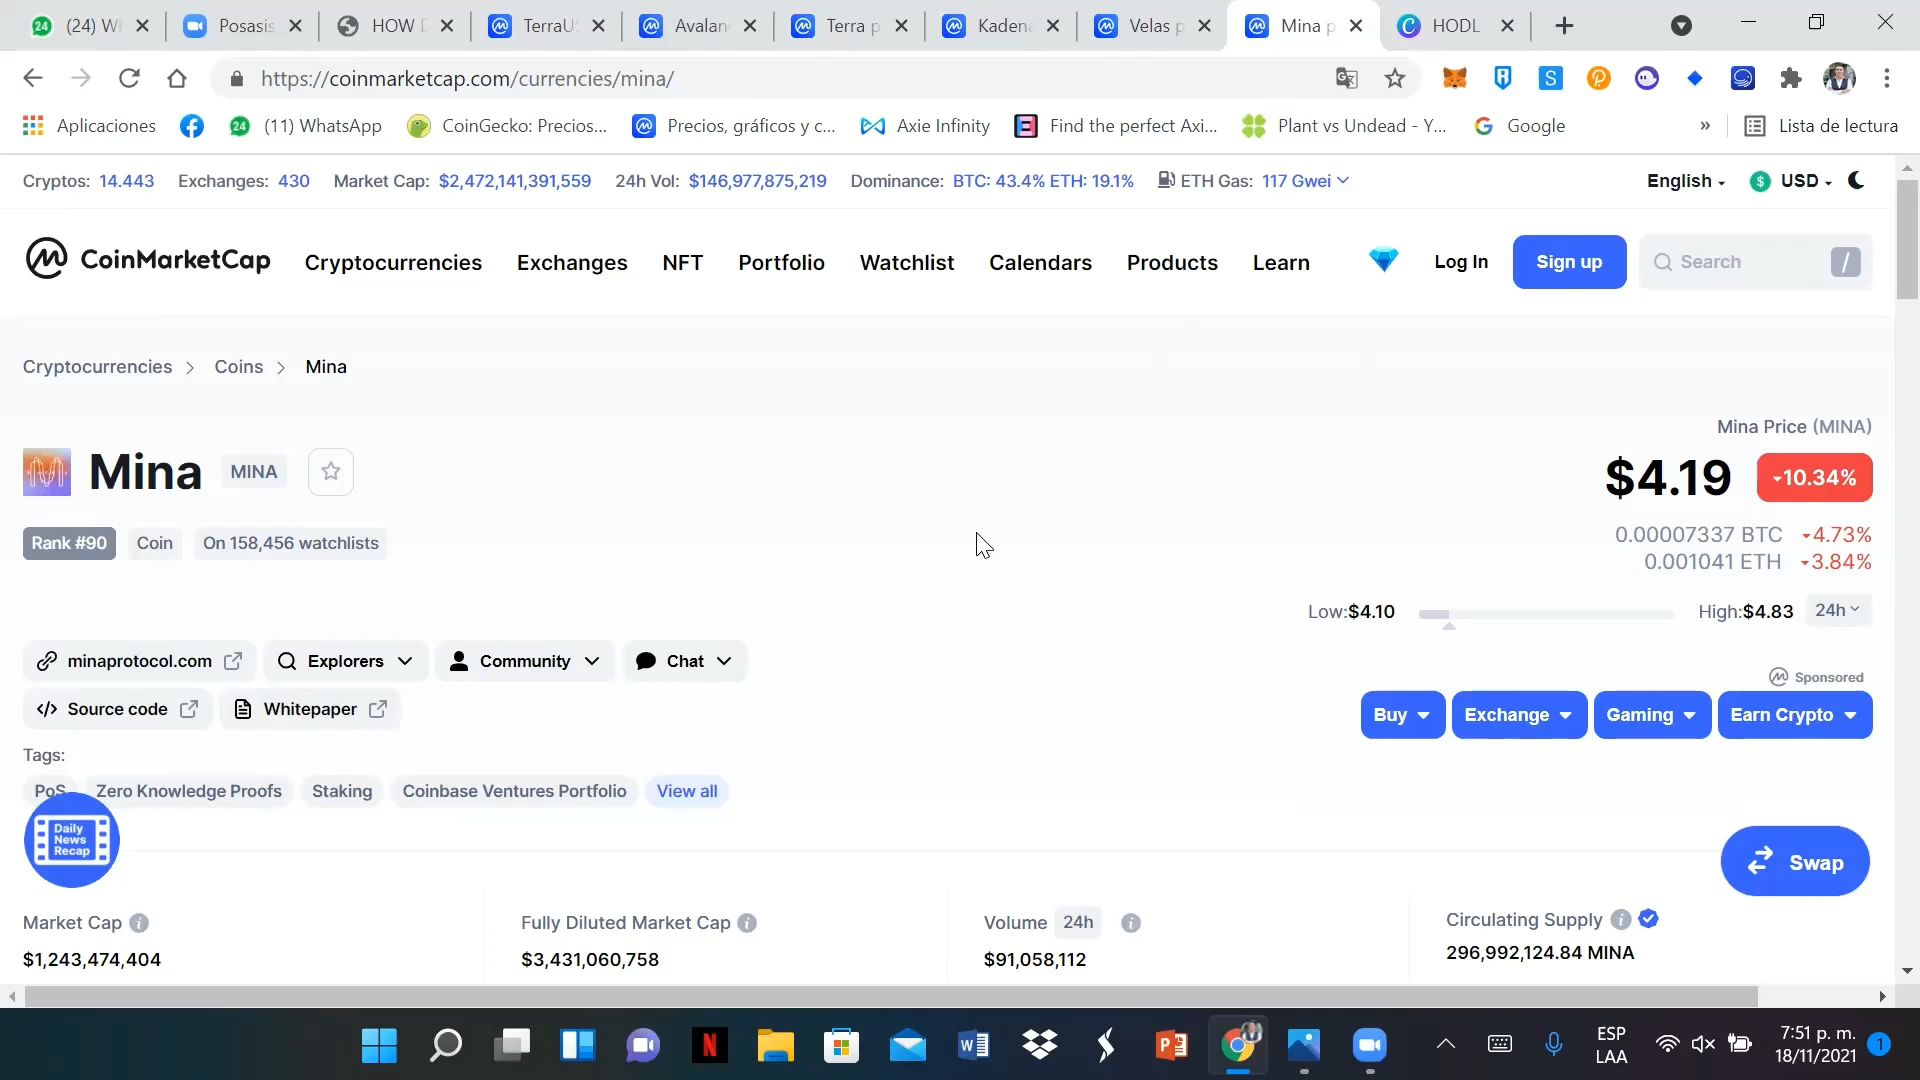 24 (24) W Posasis HOW D TerraU Avalan Terra p Kadena Velas p Mina p HODL
https://coinmarketcap.com/currencies/mina/
Aplicaciones 24 (11) WhatsApp CoinGecko: Precios... Precios, gráficos y c... Axie Infinity Find the perfect Axi... Plant vs Undead - Y... Google » Lista de lectura
Cryptos: 14.443 Exchanges: 430 Market Cap: $2,472,141,391,559 24h Vol: $146,977,875,219 Dominance: BTC: 43.4% ETH: 19.1% ETH Gas: 117 Gwei English $ USD
CoinMarketCap Cryptocurrencies Exchanges NFT Portfolio Watchlist Calendars Products Learn Log In Sign up Search /
Cryptocurrencies > Coins > Mina
Mina Price (MINA)
Mina MINA $4.19 10.34%
Rank #90 Coin On 158,456 watchlists 0.00007337 BTC 4.73%
0.001041 ETH 3.84%
Low:$4.10 High:$4.83 24h
minaprotocol.com Explorers Community Chat
Sponsored
Source code Whitepaper
Buy Exchange Gaming Earn Crypto
Tags:
PoS Zero Knowledge Proofs Staking Coinbase Ventures Portfolio View all
Daily
News
Recap
Swap
Market Cap Fully Diluted Market Cap Volume 24h Circulating Supply
$1,243,474,404 $3,431,060,758 $91,058,112 296,992,124.84 MINA
ESP
LAA
7:51 p. m.
18/11/2021
1